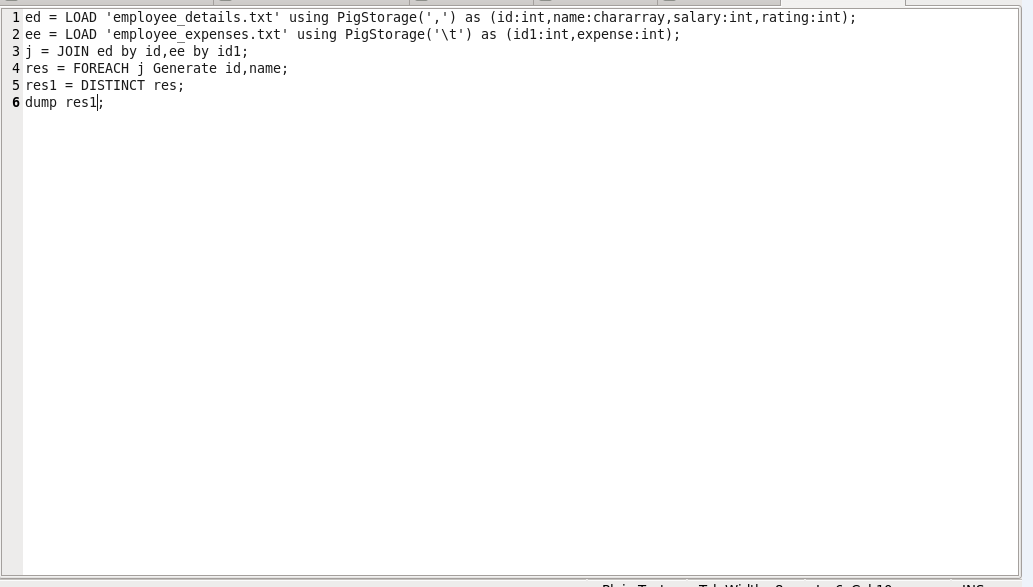 1 ed = LOAD 'employee_details.txt' using PigStorage(',') as (id:int,name:chararray,salary:int,rating:int);
2 ee = LOAD 'employee_expenses.txt' using PigStorage('\t') as (id1:int,expense:int);
3 j = JOIN ed by id,ee by id1;
4 res = FOREACH j Generate id,name;
5 res1 = DISTINCT res;
6 dump res1;